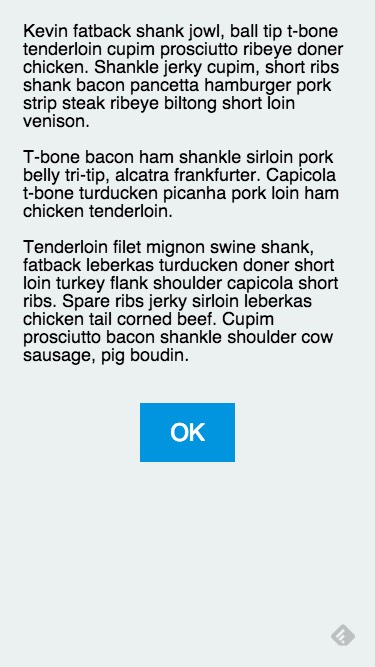 Kevin fatback shank jowl, ball tip t-bone
tenderloin cupim prosciutto ribeye doner
chicken. Shankle jerky cupim, short ribs
shank bacon pancetta hamburger pork
strip steak ribeye biltong short loin
venison.
T-bone bacon ham shankle sirloin pork
belly tri-tip, alcatra frankfurter. Capicola
t-bone turducken picanha pork loin ham
chicken tenderloin.
Tenderloin filet mignon swine shank,
fatback leberkas turducken doner short
loin turkey flank shoulder capicola short
ribs. Spare ribs jerky sirloin leberkas
chicken tail corned beef. Cupim
prosciutto bacon shankle shoulder cow
sausage, pig boudin.
OK